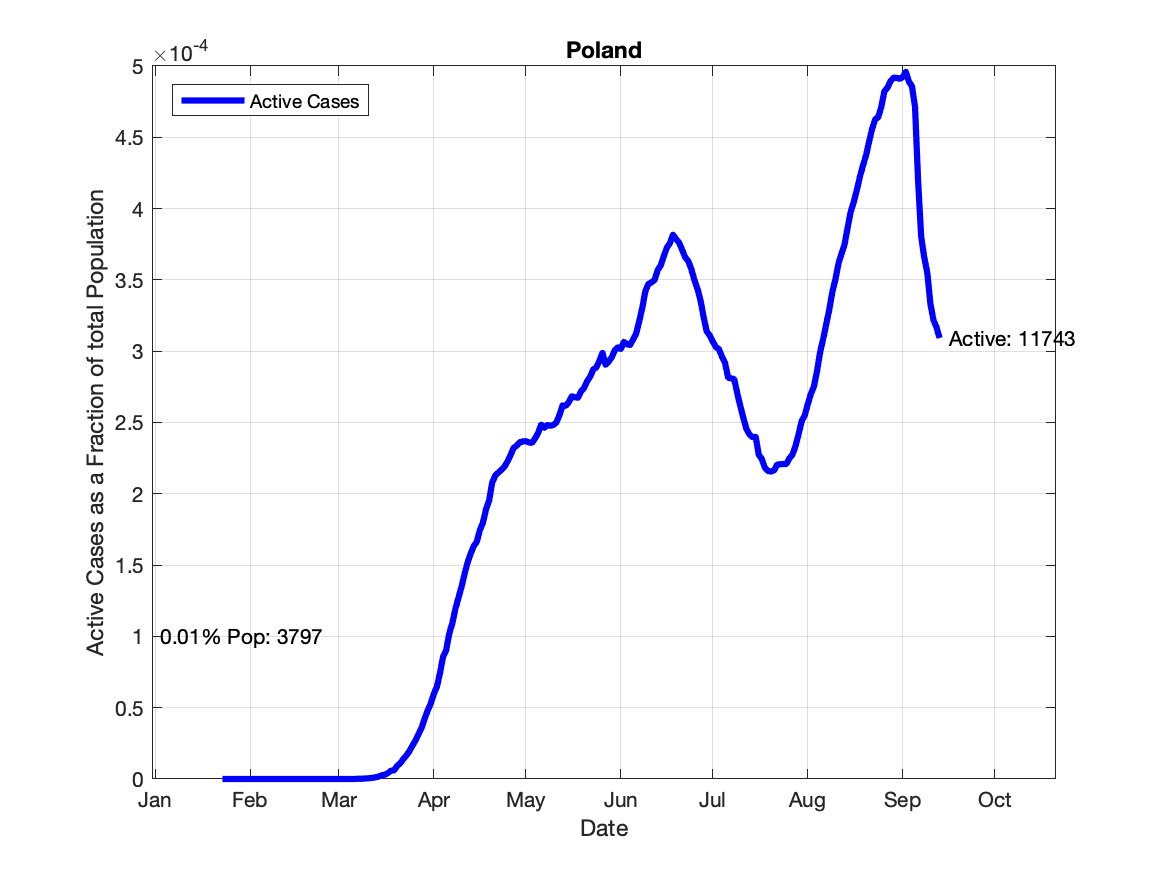 Poland
×10-4
Active Cases
5
4.5
4
3.5
3
2.5
2
1.5
1
0.5
0
Active Cases as a Fraction of total Population
Active: 11743
0.01% Pop: 3797
Jan Feb Mar Apr May Jun Jul Aug Sep Oct
Date